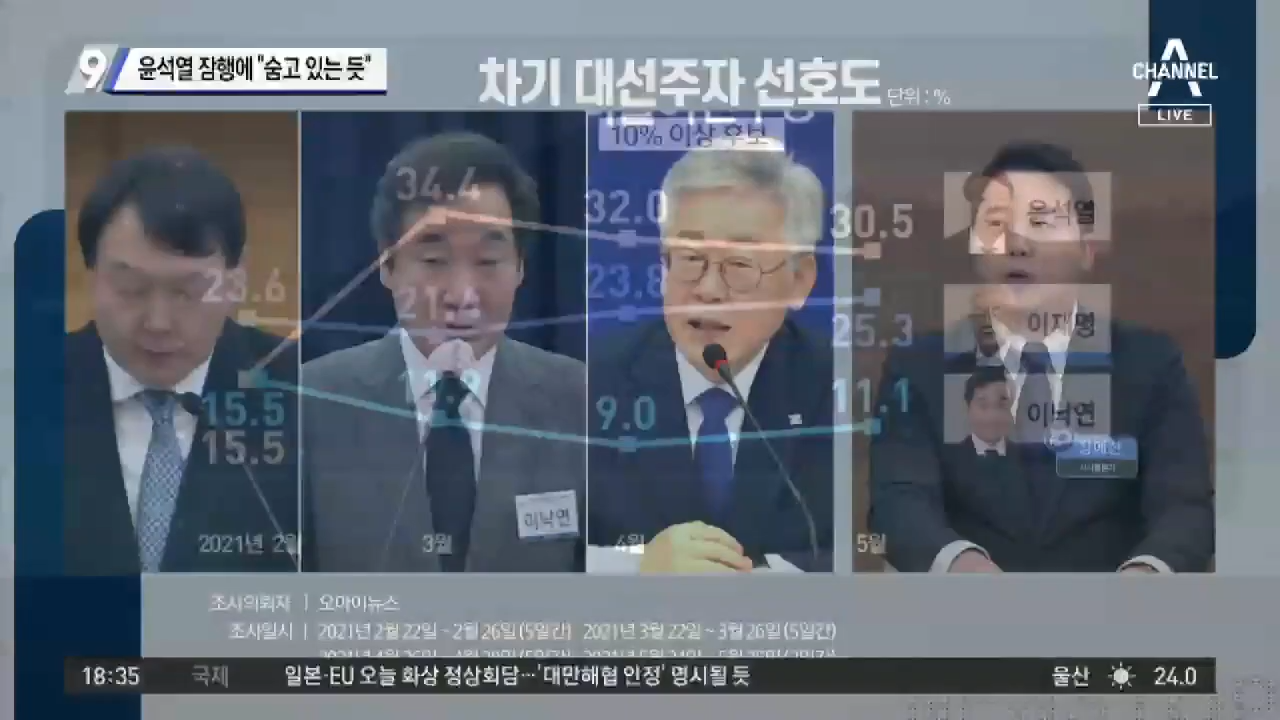 9 윤석열 잠행에 "숨고 있는 듯"
차기 대선주자 선호도 단위 : %
CHANNEL A
LIVE
10% 이상 후보
34.4
32.0
30.5
윤석열
23.6
23.8
25.3
이재명
15.5
15.5
9.0
11.1
이낙연
이낙연
2021년 2월
3월
4월
5월
조사의뢰자 | 오마이뉴스
조사일시 | 2021년 2월 22일 ~ 2월 26일 (5일간) 2021년 3월 22일 ~ 3월 26일 (5일간)
18:35 국제 일본·EU 오늘 화상 정상회담…'대만해협 안정' 명시될 듯 울산 24.0